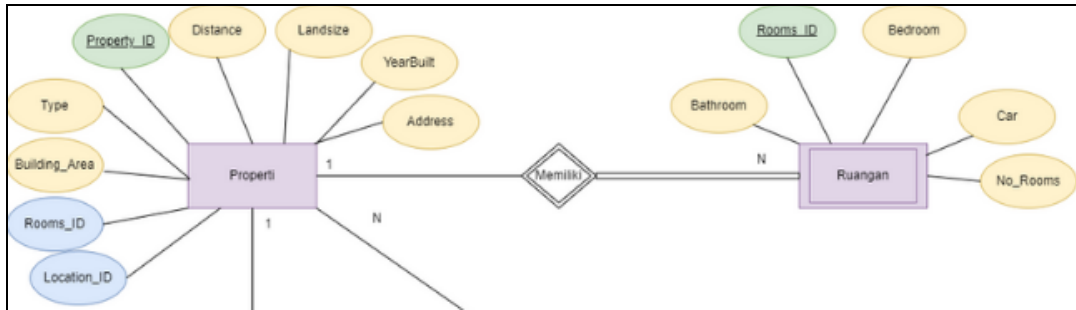 Property_ID
Distance
Landsize
YearBuilt
Address
Type
Building_Area
Rooms_ID
Location_ID
Properti
1
1
N
Memiliki
N
Rooms_ID
Bedroom
Bathroom
Car
No_Rooms
Ruangan